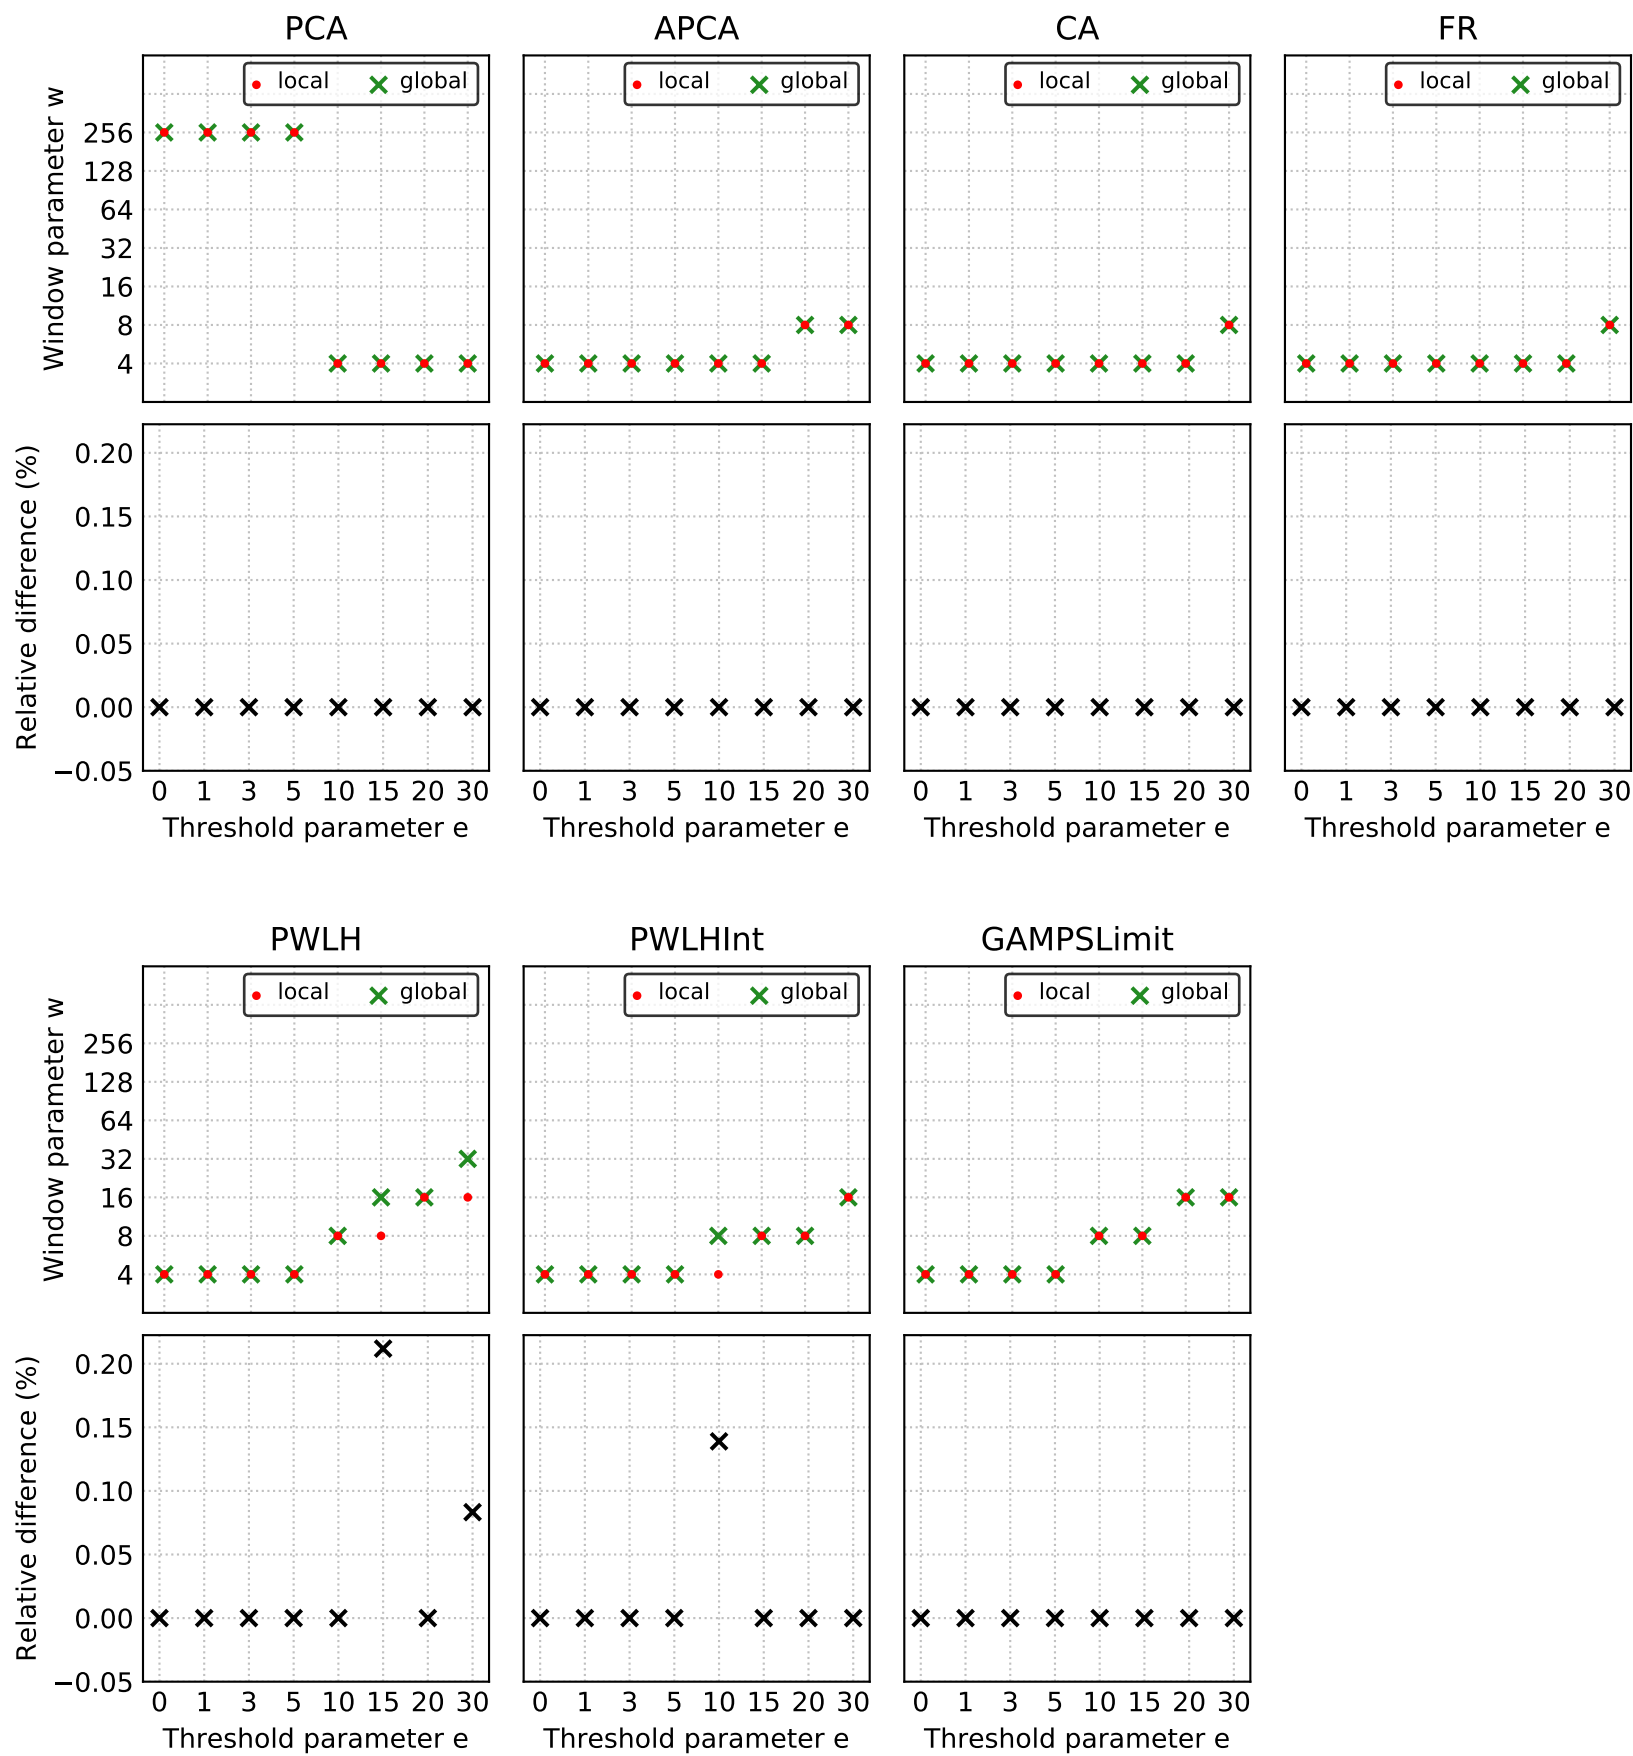 PCA APCA CA FR
local global local global local global local global
Window parameter w
256
128
64
32
16
8
4
Relative difference (%)
0.20
0.15
0.10
0.05
0.00
−0.05
0 1 3 5 10 15 20 30 0 1 3 5 10 15 20 30 0 1 3 5 10 15 20 30 0 1 3 5 10 15 20 30
Threshold parameter e Threshold parameter e Threshold parameter e Threshold parameter e
PWLH PWLHInt GAMPSLimit
local global local global local global
Window parameter w
256
128
64
32
16
8
4
Relative difference (%)
0.20
0.15
0.10
0.05
0.00
−0.05
0 1 3 5 10 15 20 30 0 1 3 5 10 15 20 30 0 1 3 5 10 15 20 30
Threshold parameter e Threshold parameter e Threshold parameter e